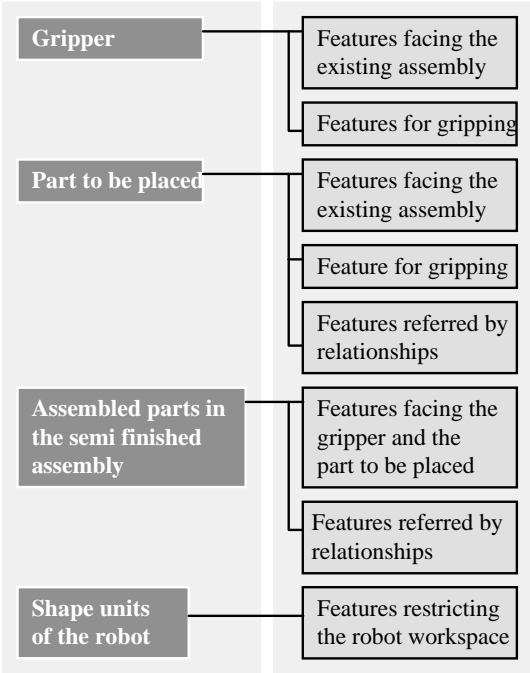 Gripper
Features facing the
existing assembly
Features for gripping
Part to be placed
Features facing the
existing assembly
Feature for gripping
Features referred by
relationships
Assembled parts in
the semi finished
assembly
Features facing the
gripper and the
part to be placed
Features referred by
relationships
Shape units
of the robot
Features restricting
the robot workspace